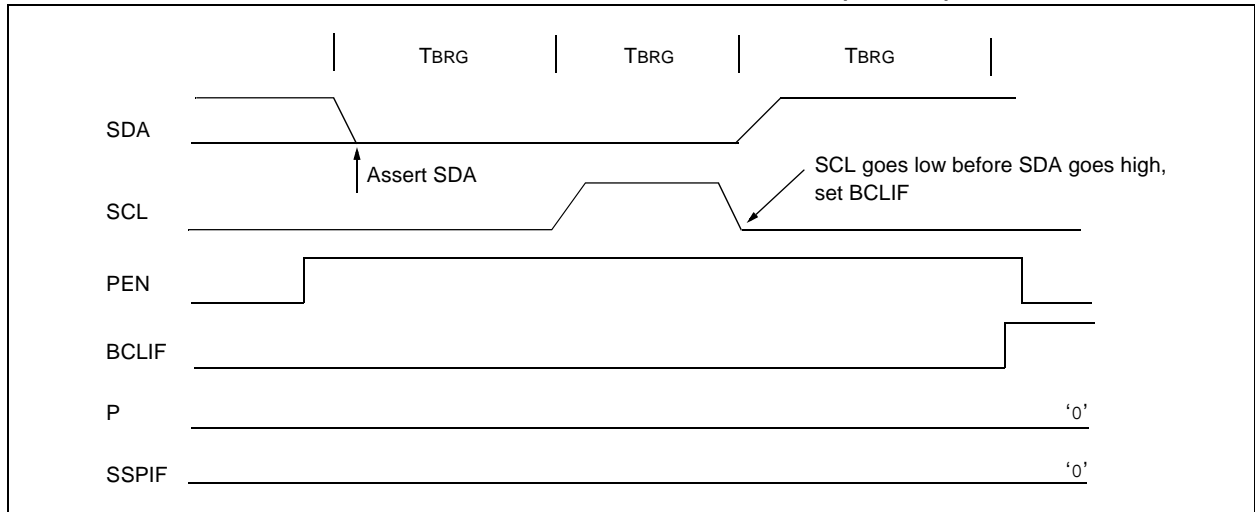 TBRG TBRG TBRG
SDA
Assert SDA
SCL goes low before SDA goes high,
set BCLIF
SCL
PEN
BCLIF
P
‘0’
SSPIF
‘0’